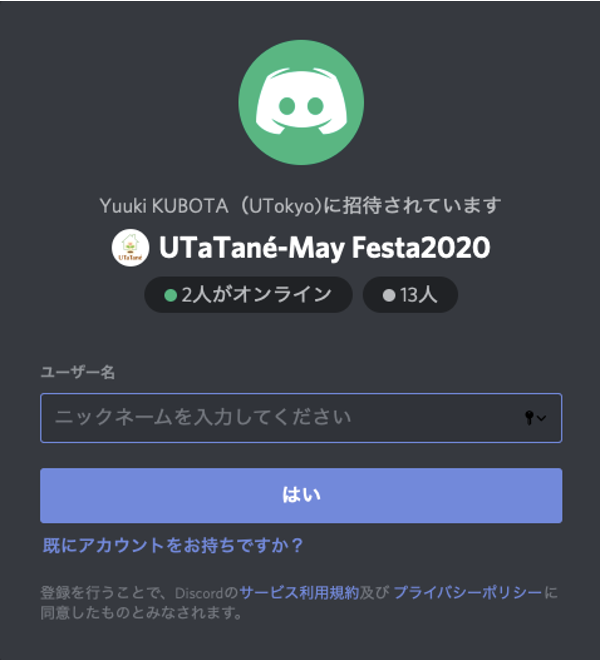 Yuuki KUBOTA（UTokyo)に招待されています
UTaTané
UTaTané-May Festa2020
2人がオンライン
13人
ユーザー名
ニックネームを入力してください
はい
既にアカウントをお持ちですか？
登録を行うことで、Discordのサービス利用規約及び プライバシーポリシーに
同意したものとみなされます。